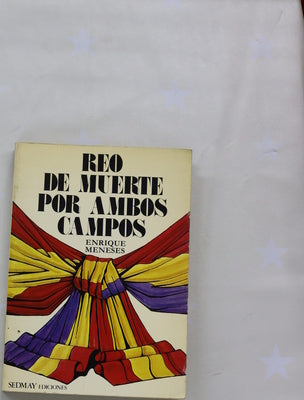 REO
DE MUERTE
POR AMBOS
CAMPOS
ENRIQUE
MENESES
SEDMAY EDICIONES